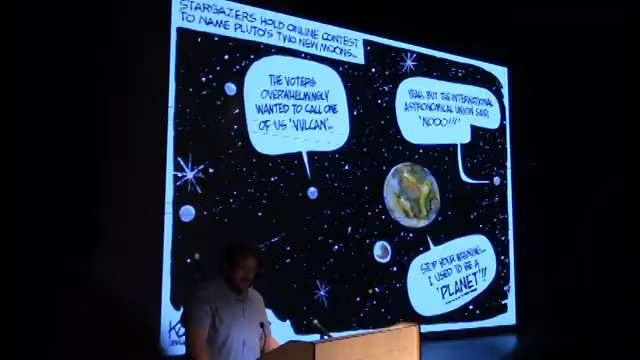 STARGAZERS HOLD ONLINE CONTEST
TO NAME PLUTO'S TWO NEW MOONS...
THE VOTERS
OVERWHELMINGLY
WANTED TO CALL ONE
OF US "VULCAN"...
YEAH, BUT THE INTERNATIONAL
ASTRONOMICAL UNION SAID,
"NOOO!!!"
STOP YOUR WHINING...
I USED TO BE A
"PLANET"!!